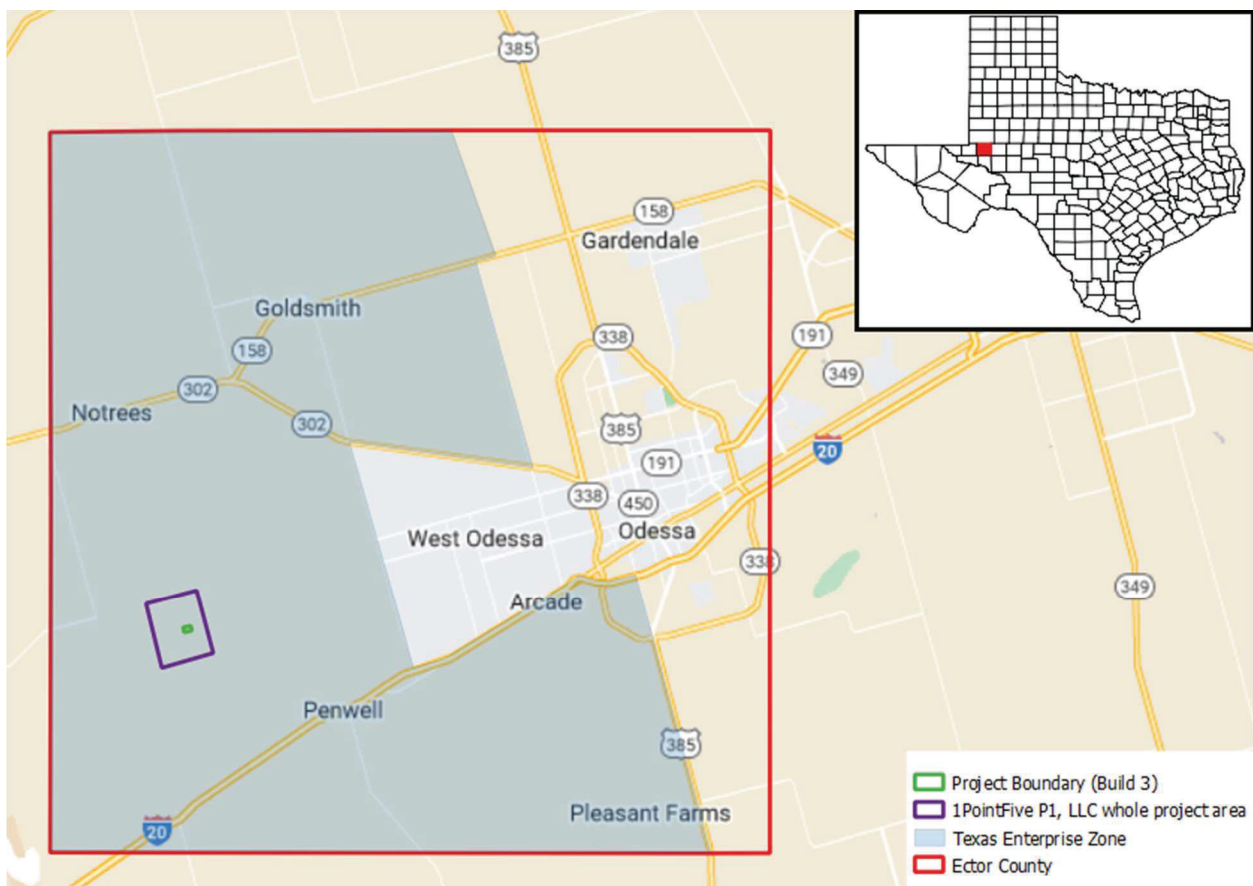 385
158
Gardendale
Goldsmith
338
191
158
349
302
Notrees
302
385
20
191
338
450
West Odessa
Odessa
338
349
Arcade
Penwell
385
Pleasant Farms
20
Project Boundary (Build 3)
1PointFive P1, LLC whole project area
Texas Enterprise Zone
Ector County